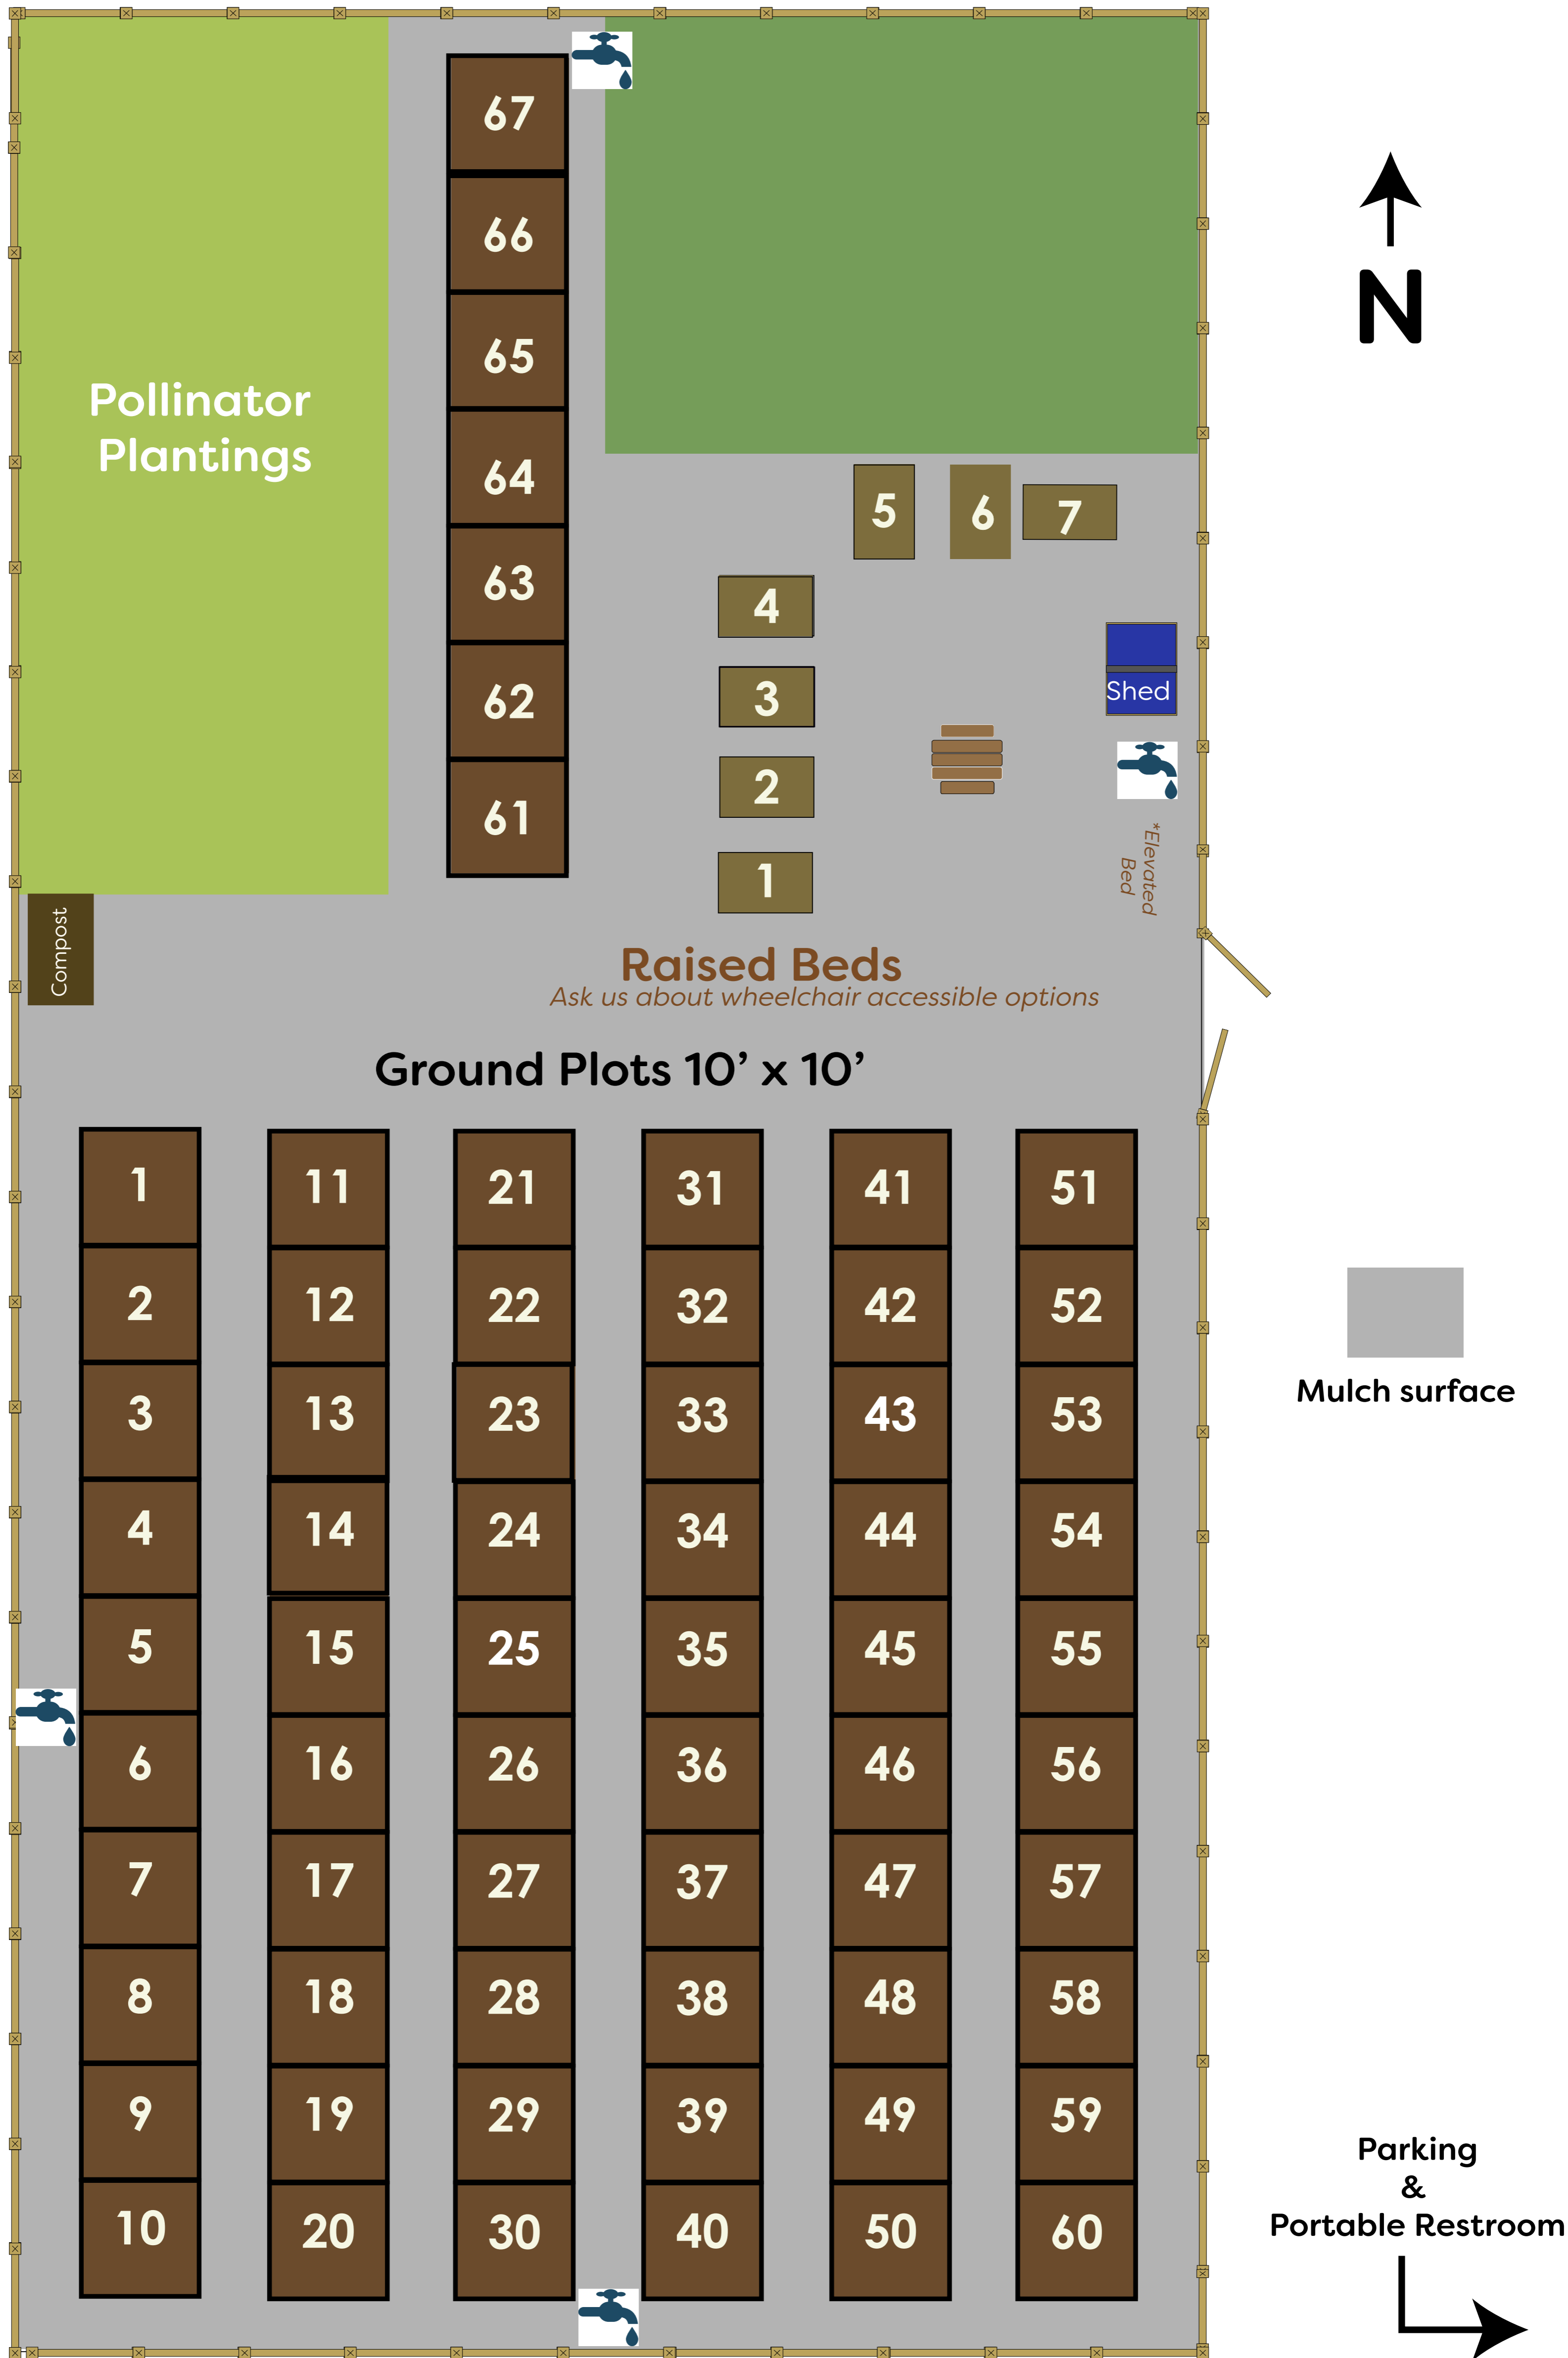 67
66
65
64
63
62
61
N
Pollinator
Plantings
5
6
7
4
3
2
1
Shed
*Elevated
Bed
Compost
Raised Beds
Ask us about wheelchair accessible options
Ground Plots 10’ x 10’
1 11 21 31 41 51
2 12 22 32 42 52
3 13 23 33 43 53
4 14 24 34 44 54
5 15 25 35 45 55
6 16 26 36 46 56
7 17 27 37 47 57
8 18 28 38 48 58
9 19 29 39 49 59
10 20 30 40 50 60
Mulch surface
Parking
&
Portable Restroom